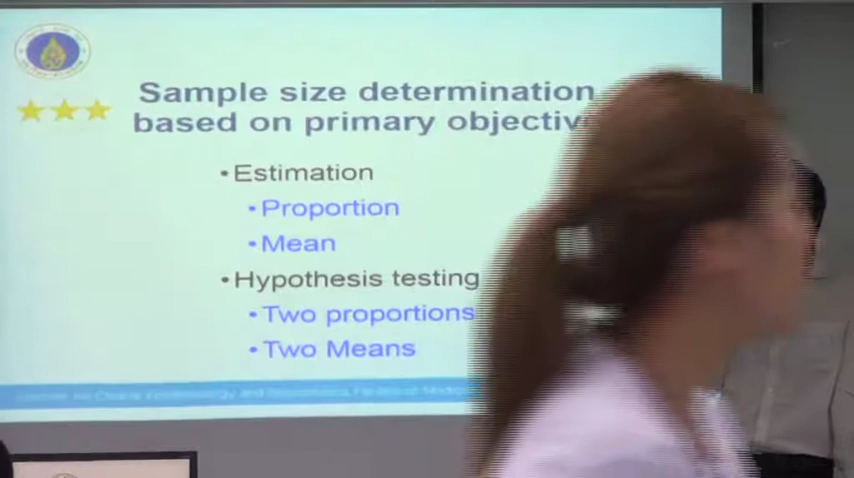 Sample size determination
based on primary objectiv
•Estimation
•Proportion
•Mean
•Hypothesis testing
•Two proportions
•Two Means